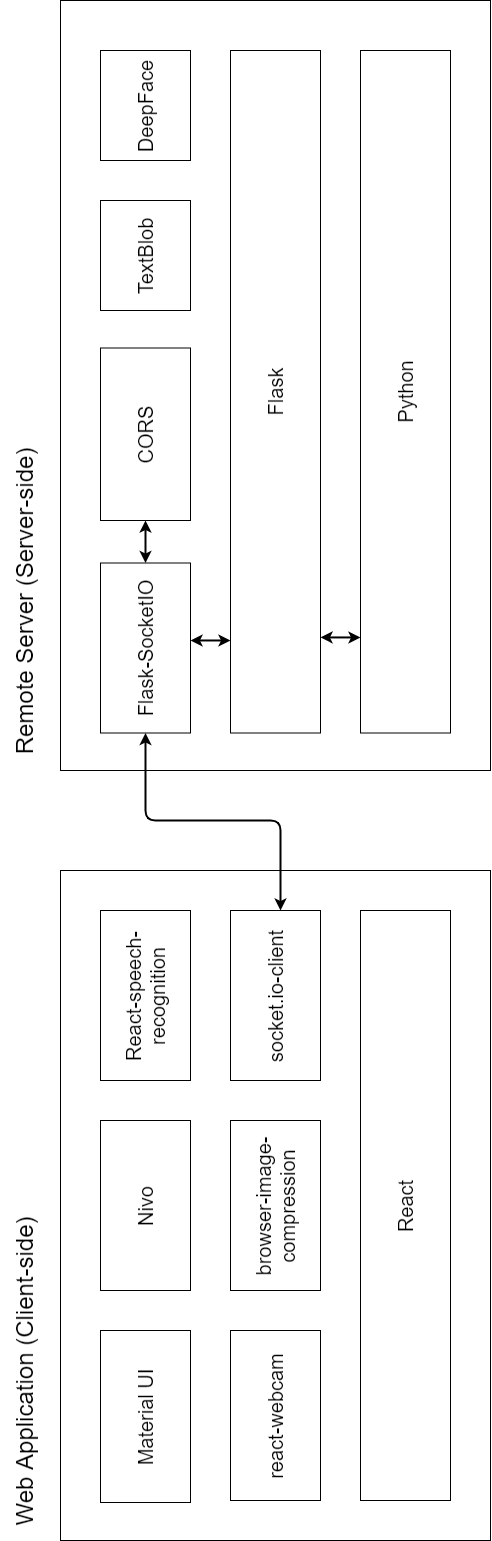 Web Application (Client-side)
Material UI
Nivo
React-speech-
recognition
react-webcam
browser-image-
compression
socket.io-client
React
Remote Server (Server-side)
Flask-SocketIO
CORS
TextBlob
DeepFace
Flask
Python